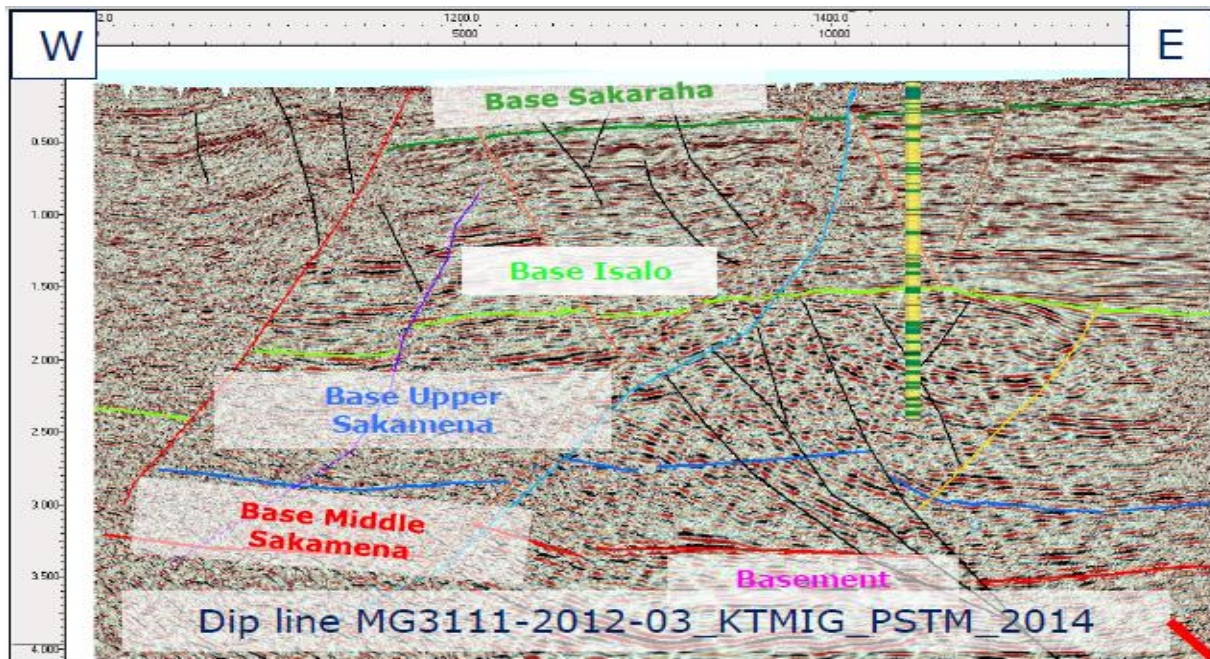 W
E
2.0
1200.0
1400.0
5000
10000
Base Sakaraha
0.500
1.000
Base Isalo
1.500
2.000
Base Upper
Sakamena
2.500
3.000
Base Middle
Sakamena
3.500
Basement
Dip line MG3111-2012-03_KTMIG_PSTM_2014
4.000